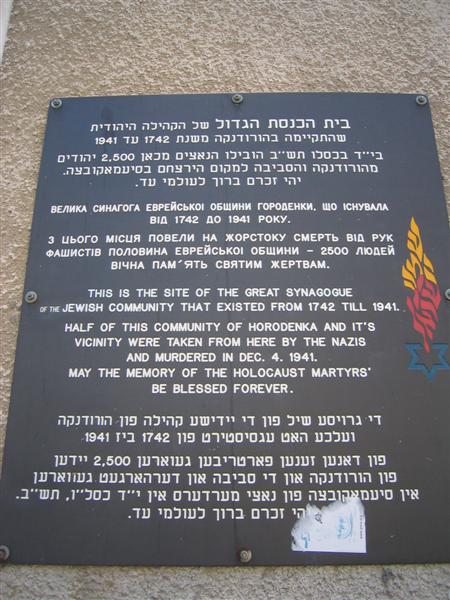 בית הכנסת הגדול של הקהילה היהודית
שהתקיימה בהורודנקה משנת 1742 עד 1941
בי״ד בכסלו תש״ב הובילו הנאצים מכאן 2,500 יהודים
מהורודנקה והסביבה למקום הירצחם בסימאקובצה.
יהי זכרם ברוך לעולמי עד.
ВЕЛИКА СИНАГОГА ЕВРЕЙСЬКОЇ ОБЩИНИ ГОРОДЕНКИ, ЩО ІСНУВАЛА
ВІД 1742 ДО 1941 РОКУ.
З ЦЬОГО МІСЦЯ ПОВЕЛИ НА ЖОРСТОКУ СМЕРТЬ ВІД РУК
ФАШИСТІВ ПОЛОВИНА ЕВРЕЙСЬКОЇ ОБЩИНИ – 2500 ЛЮДЕЙ
ВІЧНА ПАМ´ЯТЬ СВЯТИМ ЖЕРТВАМ.
THIS IS THE SITE OF THE GREAT SYNAGOGUE
OF THE JEWISH COMMUNITY THAT EXISTED FROM 1742 TILL 1941.
HALF OF THIS COMMUNITY OF HORODENKA AND IT'S
VICINITY WERE TAKEN FROM HERE BY THE NAZIS
AND MURDERED IN DEC. 4. 1941.
MAY THE MEMORY OF THE HOLOCAUST MARTYRS'
BE BLESSED FOREVER.
די גרויסע שיל פון די יידישע קהילה פון הורודנקה
וועלכע האט עגסיסטירט פון 1742 ביז 1941
פון דאנען זענען פארטריבען געווארען 2,500 יידען
פון הורודנקה און די סביבה און דערהארגעט געווארען
אין סימאקובצה פון נאצי מערדערס אין י״ד כסל״ו, תש״ב.
יהי זכרם ברוך לעולמי עד.